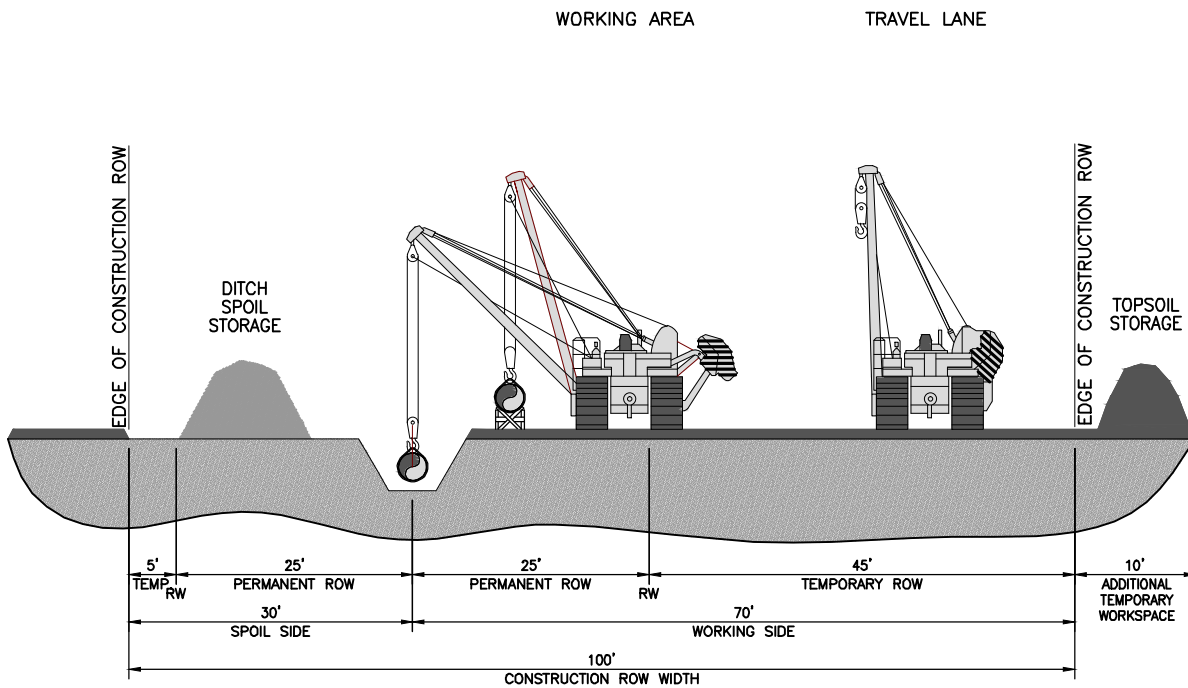 WORKING AREA
TRAVEL LANE
EDGE OF CONSTRUCTION ROW
DITCH
SPOIL
STORAGE
EDGE OF CONSTRUCTION ROW
TOPSOIL
STORAGE
5'
TEMP.
RW
25'
PERMANENT ROW
25'
PERMANENT ROW
RW
45'
TEMPORARY ROW
10'
ADDITIONAL
TEMPORARY
WORKSPACE
30'
SPOIL SIDE
70'
WORKING SIDE
100'
CONSTRUCTION ROW WIDTH